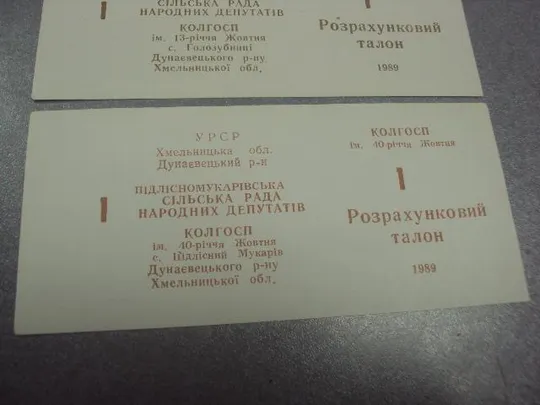 1
СІЛЬСЬКА РАДА
НАРОДНИХ ДЕПУТАТІВ
КОЛГОСП
ім. 13-річчя Жовтня
с. Голозубинці
Дунаєвецького р-ну
Хмельницької обл.
1
Розрахунковий
талон
1989
УРСР
Хмельницька обл.
Дунаєвецький р-н
1
ПІДЛІСНОМУКАРІВСЬКА
СІЛЬСЬКА РАДА
НАРОДНИХ ДЕПУТАТІВ
КОЛГОСП
ім. 40-річчя Жовтня
с. Підлісний Мукарів
Дунаєвецького р-ну
Хмельницької обл.
КОЛГОСП
ім. 40-річчя Жовтня
1
Розрахунковий
талон
1989